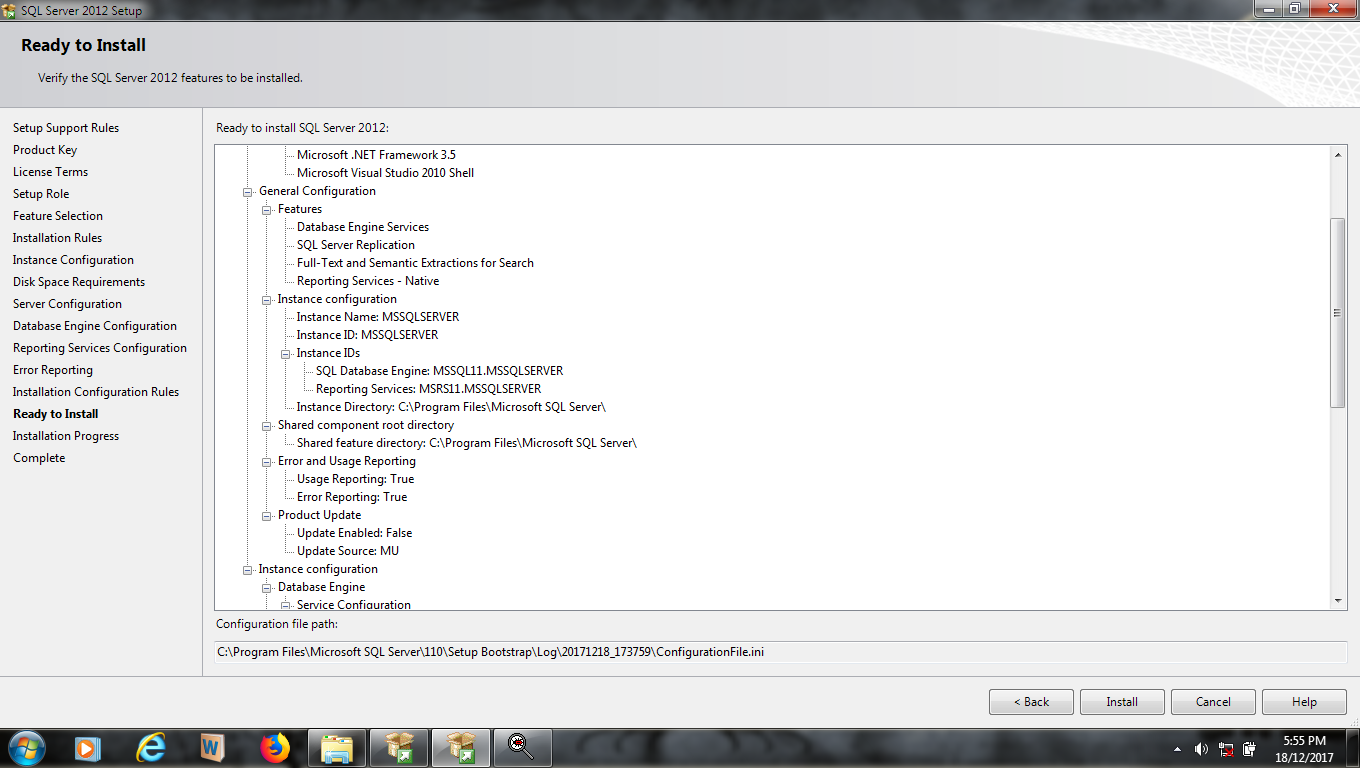 SQL Server 2012 Setup
Ready to Install
Verify the SQL Server 2012 features to be installed.
Setup Support Rules
Product Key
License Terms
Setup Role
Feature Selection
Installation Rules
Instance Configuration
Disk Space Requirements
Server Configuration
Database Engine Configuration
Reporting Services Configuration
Error Reporting
Installation Configuration Rules
Ready to Install
Installation Progress
Complete
Ready to install SQL Server 2012:
Microsoft .NET Framework 3.5
Microsoft Visual Studio 2010 Shell
General Configuration
Features
Database Engine Services
SQL Server Replication
Full-Text and Semantic Extractions for Search
Reporting Services - Native
Instance configuration
Instance Name: MSSQLSERVER
Instance ID: MSSQLSERVER
Instance IDs
SQL Database Engine: MSSQL11.MSSQLSERVER
Reporting Services: MSRS11.MSSQLSERVER
Instance Directory: C:\Program Files\Microsoft SQL Server\
Shared component root directory
Shared feature directory: C:\Program Files\Microsoft SQL Server\
Error and Usage Reporting
Usage Reporting: True
Error Reporting: True
Product Update
Update Enabled: False
Update Source: MU
Instance configuration
Database Engine
Service Configuration
Configuration file path:
C:\Program Files\Microsoft SQL Server\110\Setup Bootstrap\Log\20171218_173759\ConfigurationFile.ini
< Back
Install
Cancel
Help
5:55 PM
18/12/2017